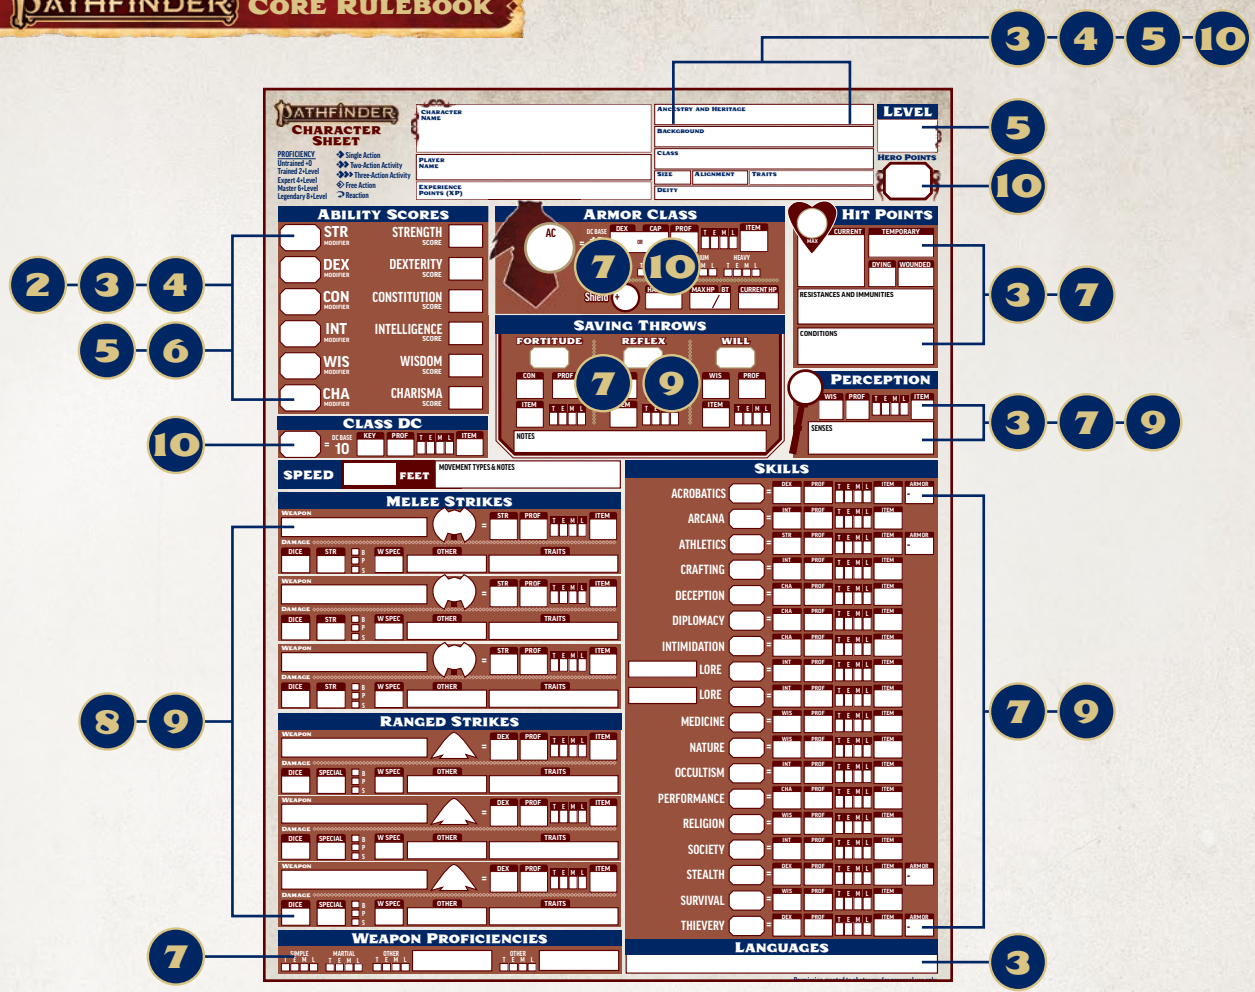 PATHFINDER CORE RULEBOOK
3 4 5 10
PATHFINDER
CHARACTER
SHEET
PROFICIENCY
Untrained +0
Trained 2+Level
Expert 4+Level
Master 6+Level
Legendary 8+Level
Single Action
Two-Action Activity
Three-Action Activity
Free Action
Reaction
CHARACTER
NAME
PLAYER
NAME
EXPERIENCE
POINTS (XP)
ANCESTRY AND HERITAGE
BACKGROUND
CLASS
SIZE ALIGNMENT TRAITS
DEITY
LEVEL
5
HERO POINTS
10
ABILITY SCORES
STR MODIFIER STRENGTH SCORE
DEX MODIFIER DEXTERITY SCORE
CON MODIFIER CONSTITUTION SCORE
INT MODIFIER INTELLIGENCE SCORE
WIS MODIFIER WISDOM SCORE
CHA MODIFIER CHARISMA SCORE
2 3 4
5 6
ARMOR CLASS
AC
= DC BASE DEX CAP PROF T E M L ITEM
OR
7 10
HEAVY
T E M L
Shield + MAX HP BT CURRENT HP
/
HIT POINTS
MAX CURRENT TEMPORARY
DYING WOUNDED
RESISTANCES AND IMMUNITIES
CONDITIONS
3 7
SAVING THROWS
FORTITUDE REFLEX WILL
CON PROF WIS PROF
7 9
ITEM T E M L ITEM T E M L ITEM T E M L
NOTES
PERCEPTION
WIS PROF T E M L ITEM
SENSES
3 7 9
CLASS DC
10
= DC BASE 10 KEY PROF T E M L ITEM
SPEED FEET MOVEMENT TYPES & NOTES
MELEE STRIKES
WEAPON = STR PROF T E M L ITEM
DAMAGE
DICE STR B P S W SPEC OTHER TRAITS
WEAPON = STR PROF T E M L ITEM
DAMAGE
DICE STR B P S W SPEC OTHER TRAITS
WEAPON = STR PROF T E M L ITEM
DAMAGE
DICE STR B P S W SPEC OTHER TRAITS
8 9
RANGED STRIKES
WEAPON = DEX PROF T E M L ITEM
DAMAGE
DICE SPECIAL B P S W SPEC OTHER TRAITS
WEAPON = DEX PROF T E M L ITEM
DAMAGE
DICE SPECIAL B P S W SPEC OTHER TRAITS
WEAPON = DEX PROF T E M L ITEM
DAMAGE
DICE SPECIAL B P S W SPEC OTHER TRAITS
WEAPON PROFICIENCIES
7
SIMPLE MARTIAL OTHER OTHER
T E M L T E M L T E M L T E M L
SKILLS
ACROBATICS = DEX PROF T E M L ITEM ARMOR -
ARCANA = INT PROF T E M L ITEM
ATHLETICS = STR PROF T E M L ITEM ARMOR -
CRAFTING = INT PROF T E M L ITEM
DECEPTION = CHA PROF T E M L ITEM
DIPLOMACY = CHA PROF T E M L ITEM
INTIMIDATION = CHA PROF T E M L ITEM
LORE = INT PROF T E M L ITEM
LORE = INT PROF T E M L ITEM
MEDICINE = WIS PROF T E M L ITEM
NATURE = WIS PROF T E M L ITEM
OCCULTISM = INT PROF T E M L ITEM
PERFORMANCE = CHA PROF T E M L ITEM
RELIGION = WIS PROF T E M L ITEM
SOCIETY = INT PROF T E M L ITEM
STEALTH = DEX PROF T E M L ITEM ARMOR -
SURVIVAL = WIS PROF T E M L ITEM
THIEVERY = DEX PROF T E M L ITEM ARMOR -
7 9
LANGUAGES
3